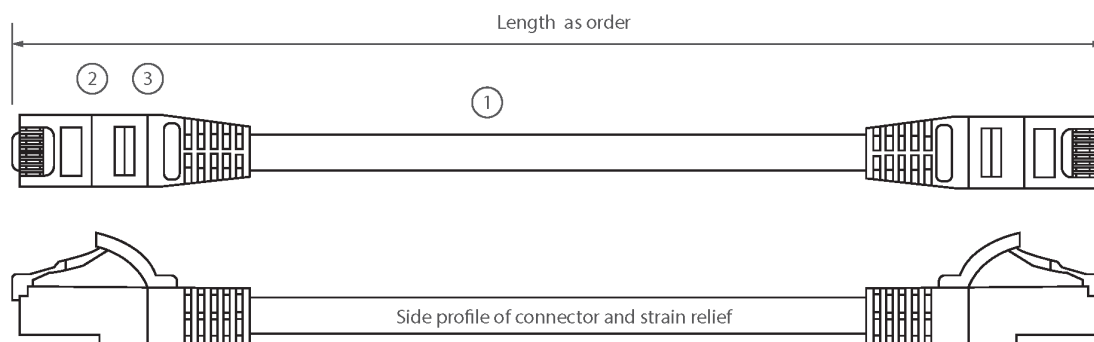 Length as order
2 3
1
Side profile of connector and strain relief